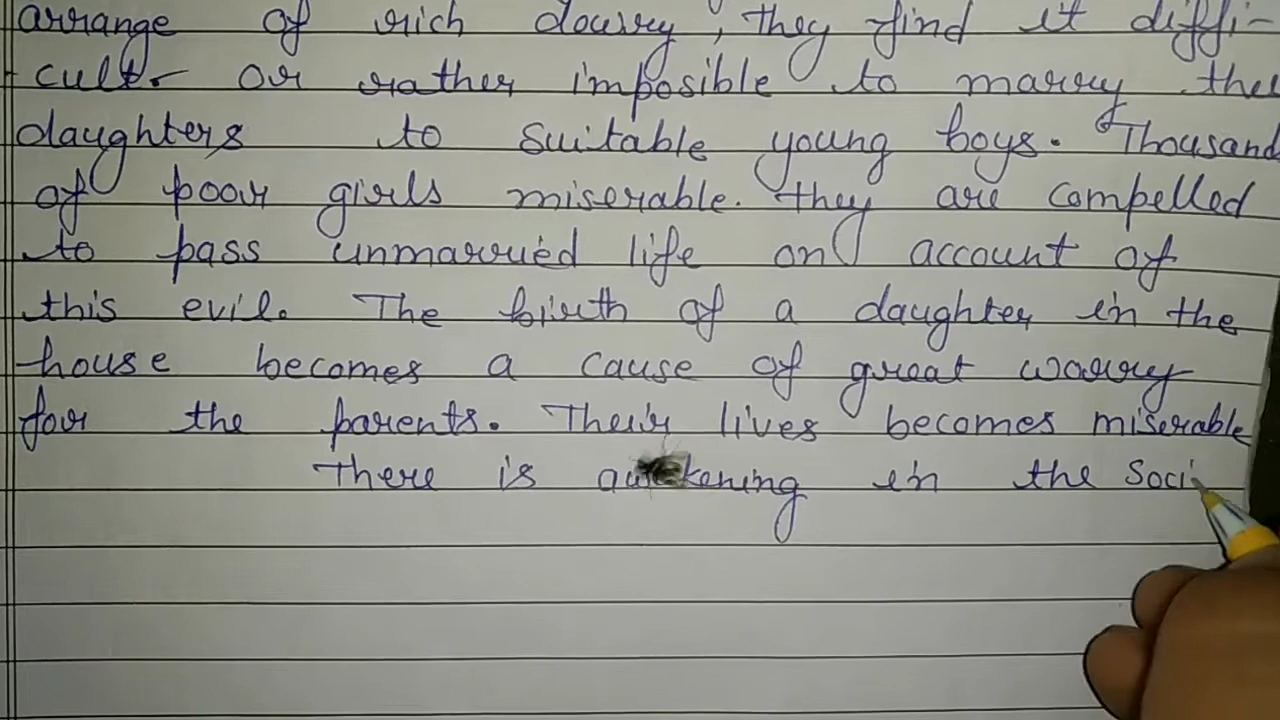 arrange of rich dowry, they find it diffi-
cult or rather imposible to marry the
daughters to suitable young boys. Thousand
of poor girls miserable. they are compelled
to pass unmarried life on account of
this evil. The birth of a daughter in the
house becomes a cause of great worry
for the parents. Their lives becomes miserable
There is in the Soci